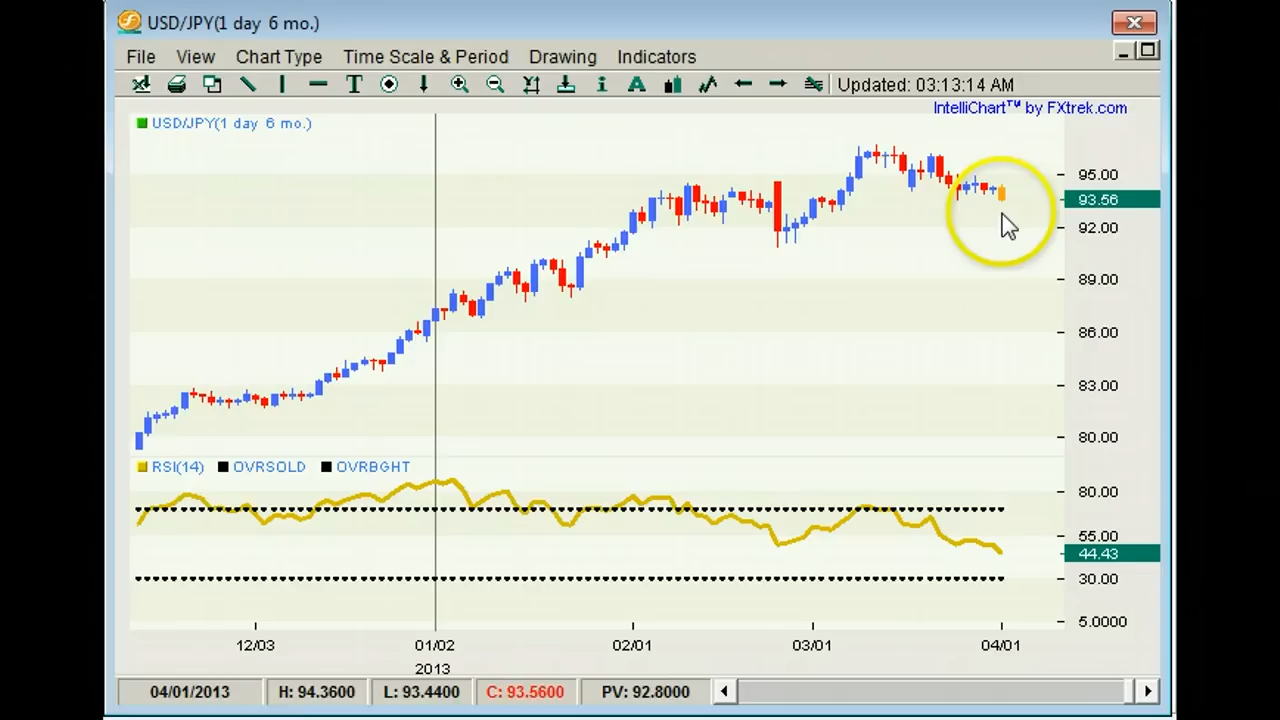 USD/JPY(1 day 6 mo.)
File View Chart Type Time Scale & Period Drawing Indicators
Updated: 03:13:14 AM
IntelliChart™ by FXtrek.com
USD/JPY(1 day 6 mo.)
95.00
93.56
92.00
89.00
86.00
83.00
80.00
RSI(14) OVRSOLD OVRBGHT
80.00
55.00
44.43
30.00
5.0000
12/03 01/02 02/01 03/01 04/01
2013
04/01/2013 H: 94.3600 L: 93.4400 C: 93.5600 PV: 92.8000